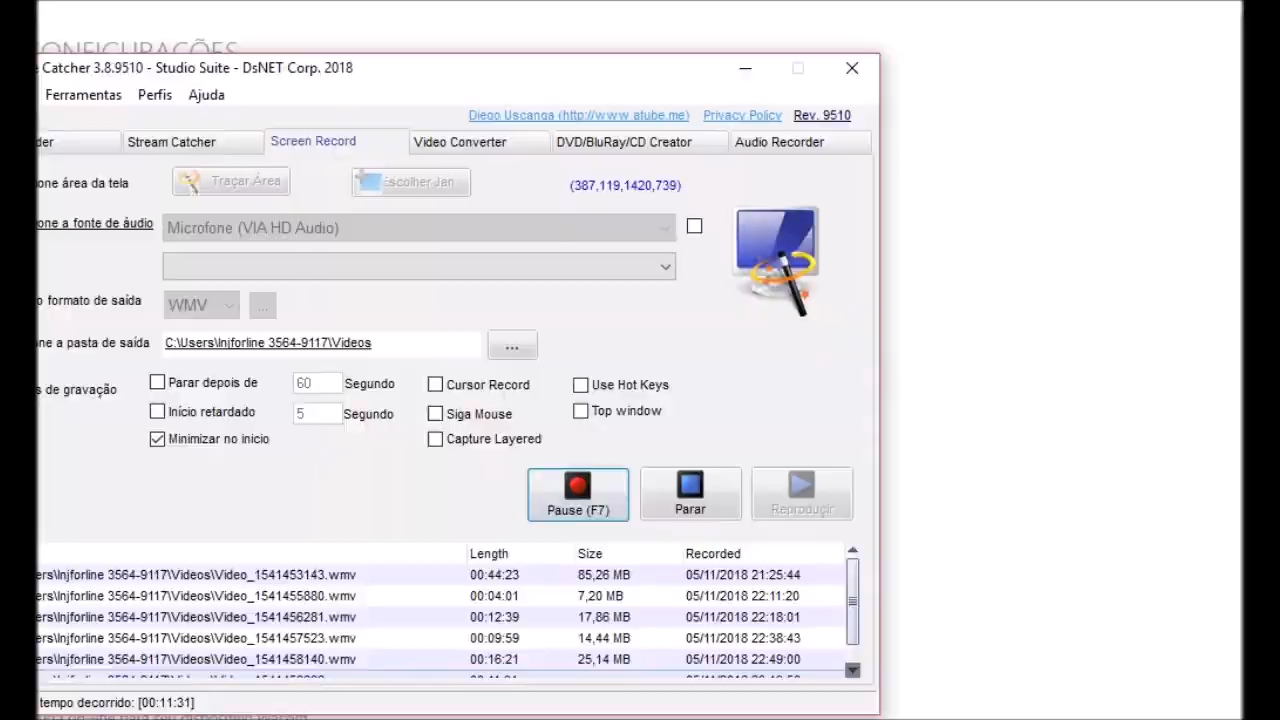 CONFIGURAÇÕES
e Catcher 3.8.9510 - Studio Suite - DsNET Corp. 2018
Ferramentas Perfis Ajuda
Diego Uscanga (http://www.atube.me) Privacy Policy Rev. 9510
der Stream Catcher Screen Record Video Converter DVD/BluRay/CD Creator Audio Recorder
one área da tela Traçar Área Escolher Jan (387,119,1420,739)
one a fonte de áudio Microfone (VIA HD Audio)
o formato de saída WMV ...
ne a pasta de saída C:\Users\Injforline 3564-9117\Videos ...
s de gravação Parar depois de 60 Segundo Cursor Record Use Hot Keys
Início retardado 5 Segundo Siga Mouse Top window
Minimizar no inicio Capture Layered
Pause (F7) Parar Reproduçir
Length Size Recorded
ers\Injforline 3564-9117\Videos\Video_1541453143.wmv 00:44:23 85,26 MB 05/11/2018 21:25:44
ers\Injforline 3564-9117\Videos\Video_1541455880.wmv 00:04:01 7,20 MB 05/11/2018 22:11:20
ers\Injforline 3564-9117\Videos\Video_1541456281.wmv 00:12:39 17,86 MB 05/11/2018 22:18:01
ers\Injforline 3564-9117\Videos\Video_1541457523.wmv 00:09:59 14,44 MB 05/11/2018 22:38:43
ers\Injforline 3564-9117\Videos\Video_1541458140.wmv 00:16:21 25,14 MB 05/11/2018 22:49:00
tempo decorrido: [00:11:31]